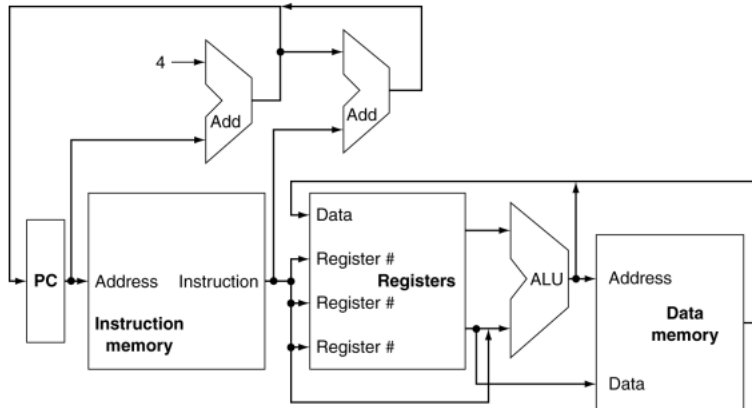 4
Add
Add
Data
Register #
Register #
Register #
Registers
PC
Address
Instruction
Instruction
memory
ALU
Address
Data
memory
Data